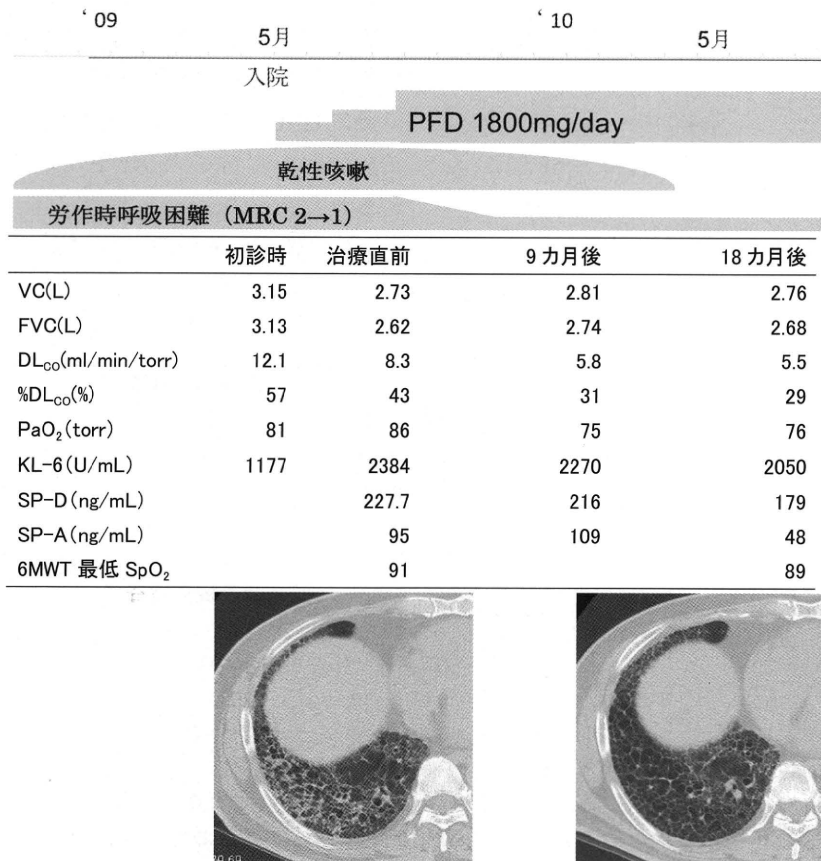 ‘ 09 ‘ 10
5月 5月
入院
PFD 1800mg/day
乾性咳嗽
労作時呼吸困難（MRC 2→1）
初診時 治療直前 9カ月後 18カ月後
VC(L) 3.15 2.73 2.81 2.76
FVC(L) 3.13 2.62 2.74 2.68
DLco(ml/min/torr) 12.1 8.3 5.8 5.5
%DLco(%) 57 43 31 29
PaO₂(torr) 81 86 75 76
KL-6(U/mL) 1177 2384 2270 2050
SP-D(ng/mL) 227.7 216 179
SP-A(ng/mL) 95 109 48
6MWT 最低 SpO₂ 91 89